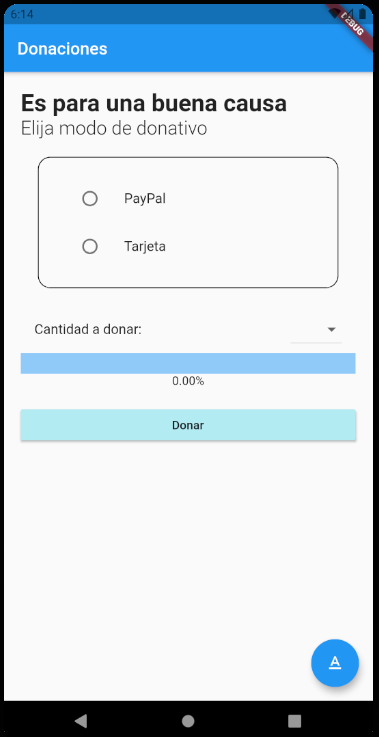 6:14
DEBUG
Donaciones
Es para una buena causa
Elija modo de donativo
PayPal
Tarjeta
Cantidad a donar:
0.00%
Donar
A